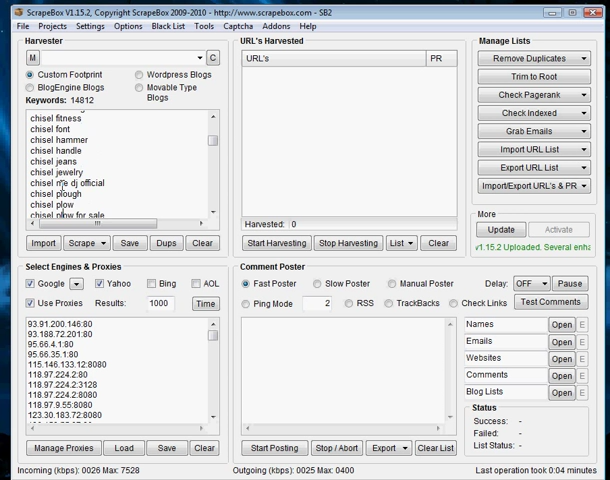 ScrapeBox V1.15.2, Copyright ScrapeBox 2009-2010 - http://www.scrapebox.com - SB2
File Projects Settings Options Black List Tools Captcha Addons Help
Harvester
M C
Custom Footprint Wordpress Blogs
BlogEngine Blogs Movable Type Blogs
Keywords: 14812
chisel fitness
chisel font
chisel hammer
chisel handle
chisel jeans
chisel jewelry
chisel me dj official
chisel plough
chisel plow
chisel plow for sale
Import Scrape Save Dups Clear
URL's Harvested
URL's PR
Harvested: 0
Start Harvesting Stop Harvesting List Clear
Manage Lists
Remove Duplicates
Trim to Root
Check Pagerank
Check Indexed
Grab Emails
Import URL List
Export URL List
Import/Export URL's & PR
More
Update Activate
v1.15.2 Uploaded. Several enha
Select Engines & Proxies
Google Yahoo Bing AOL
Use Proxies Results: 1000 Time
93.91.200.146:80
93.188.72.201:80
95.66.4.1:80
95.66.35.1:80
115.146.133.12:8080
118.97.224.2:80
118.97.224.2:3128
118.97.224.2:8080
118.97.9.55:8080
123.30.183.72:8080
Manage Proxies Load Save Clear
Comment Poster
Fast Poster Slow Poster Manual Poster Delay: OFF Pause
Ping Mode 2 RSS TrackBacks Check Links Test Comments
Names Open E
Emails Open E
Websites Open E
Comments Open E
Blog Lists Open E
Status
Success: -
Failed: -
List Status: -
Start Posting Stop / Abort Export Clear List
Incoming (kbps): 0026 Max: 7528 Outgoing (kbps): 0025 Max: 0400 Last operation took 0:04 minutes